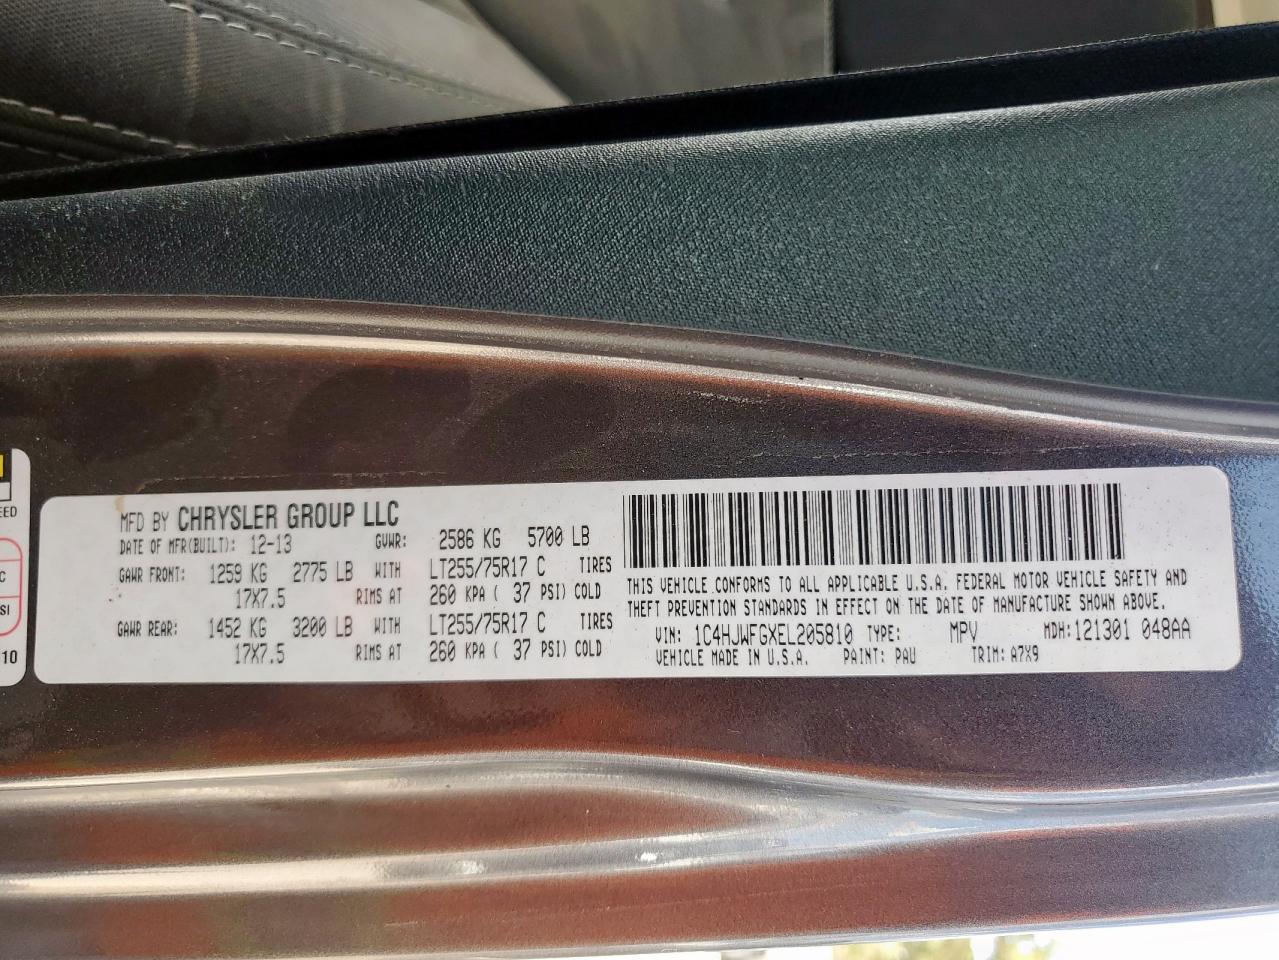 MFD BY CHRYSLER GROUP LLC
DATE OF MFR(BUILT): 12-13 GVWR: 2586 KG 5700 LB
GAWR FRONT: 1259 KG 2775 LB WITH LT255/75R17 C TIRES
17X7.5 RIMS AT 260 KPA ( 37 PSI) COLD
GAWR REAR: 1452 KG 3200 LB WITH LT255/75R17 C TIRES
17X7.5 RIMS AT 260 KPA ( 37 PSI) COLD
THIS VEHICLE CONFORMS TO ALL APPLICABLE U.S.A. FEDERAL MOTOR VEHICLE SAFETY AND
THEFT PREVENTION STANDARDS IN EFFECT ON THE DATE OF MANUFACTURE SHOWN ABOVE.
VIN: 1C4HJWFGXEL205810 TYPE: MPV MDH:121301 048AA
VEHICLE MADE IN U.S.A. PAINT: PAU TRIM: A7X9